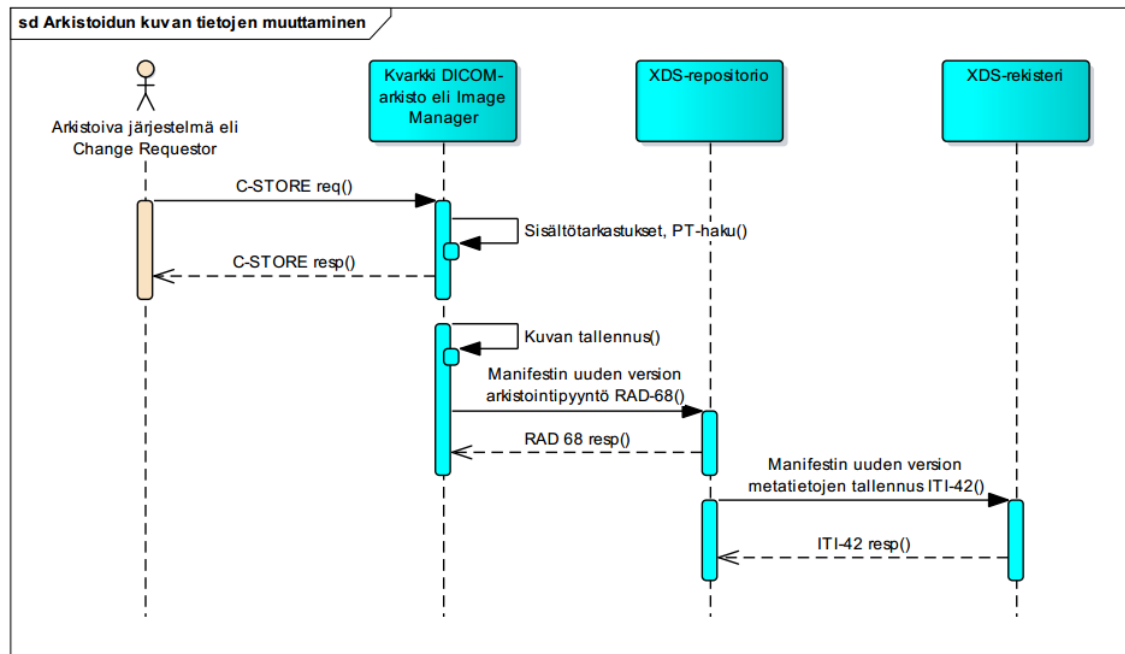 sd Arkistoidun kuvan tietojen muuttaminen
Arkistoiva järjestelmä eli
Change Requestor
Kvarkki DICOM-
arkisto eli Image
Manager
XDS-repositorio
XDS-rekisteri
C-STORE req()
Sisältötarkastukset, PT-haku()
C-STORE resp()
Kuvan tallennus()
Manifestin uuden version
arkistointipyyntö RAD-68()
RAD 68 resp()
Manifestin uuden version
metatietojen tallennus ITI-42()
ITI-42 resp()